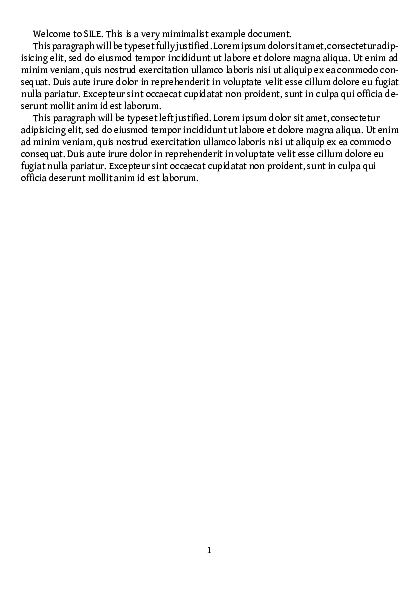 Welcome to SILE. This is a very mimimalist example document.
This paragraph will be typeset fully justified. Lorem ipsum dolor sit amet, consectetur adip-
isicing elit, sed do eiusmod tempor incididunt ut labore et dolore magna aliqua. Ut enim ad
minim veniam, quis nostrud exercitation ullamco laboris nisi ut aliquip ex ea commodo con-
sequat. Duis aute irure dolor in reprehenderit in voluptate velit esse cillum dolore eu fugiat
nulla pariatur. Excepteur sint occaecat cupidatat non proident, sunt in culpa qui officia de-
serunt mollit anim id est laborum.
This paragraph will be typeset left justified. Lorem ipsum dolor sit amet, consectetur
adipisicing elit, sed do eiusmod tempor incididunt ut labore et dolore magna aliqua. Ut enim
ad minim veniam, quis nostrud exercitation ullamco laboris nisi ut aliquip ex ea commodo
consequat. Duis aute irure dolor in reprehenderit in voluptate velit esse cillum dolore eu
fugiat nulla pariatur. Excepteur sint occaecat cupidatat non proident, sunt in culpa qui
officia deserunt mollit anim id est laborum.
1